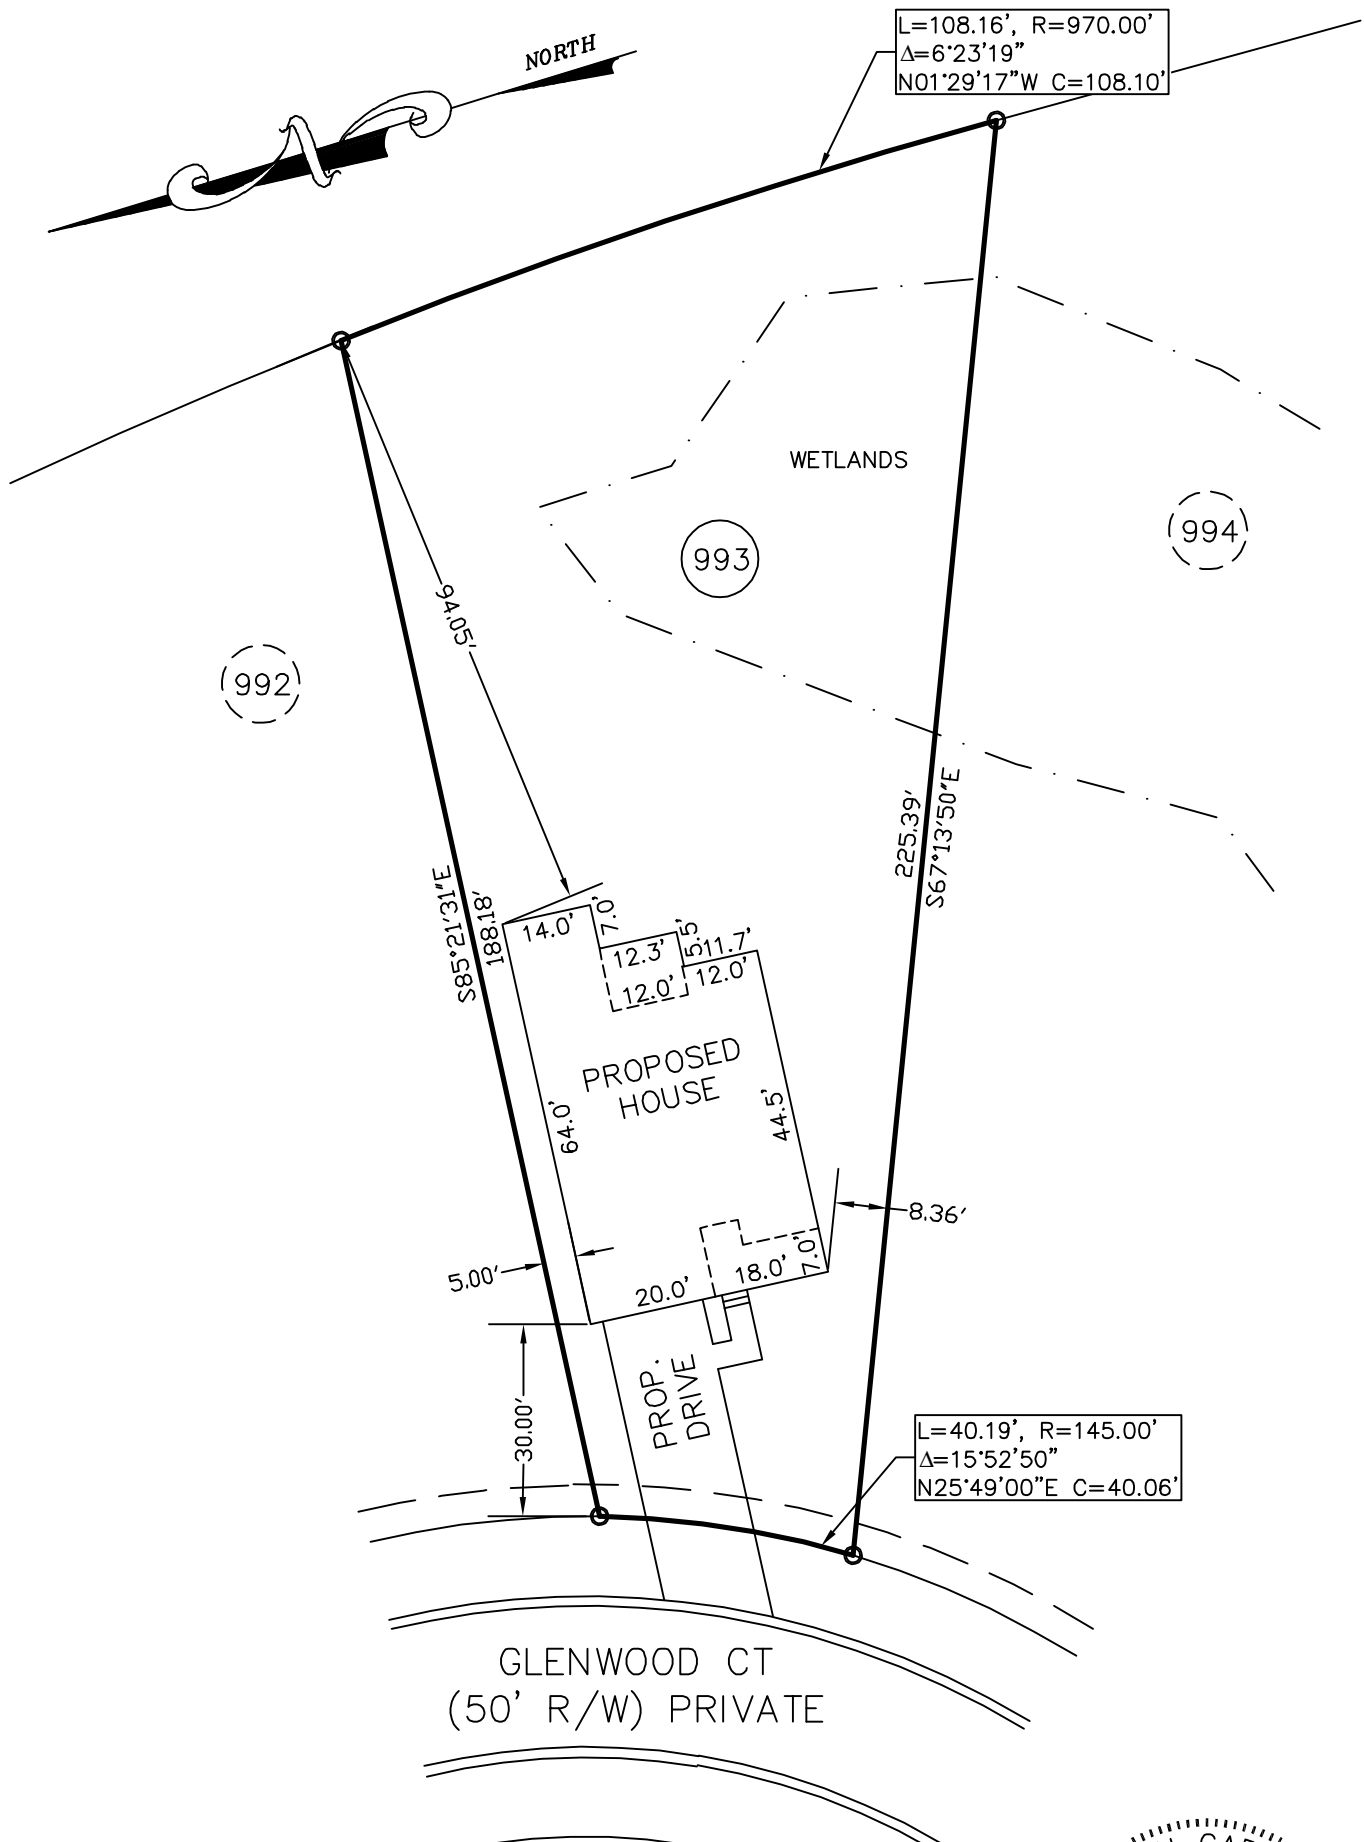 NORTH
L=108.16', R=970.00'
Δ=6°23'19"
N01°29'17"W C=108.10'
WETLANDS
993
994
992
94.05'
225.39'
S67°13'50"E
S85°21'31"E
188.18'
14.0'
7.0'
12.3'
5.5'
11.7'
12.0'
12.0'
PROPOSED
HOUSE
64.0'
44.5'
8.36'
5.00'
20.0'
18.0'
7.0'
30.00'
PROP.
DRIVE
L=40.19', R=145.00'
Δ=15°52'50"
N25°49'00"E C=40.06'
GLENWOOD CT
(50' R/W) PRIVATE